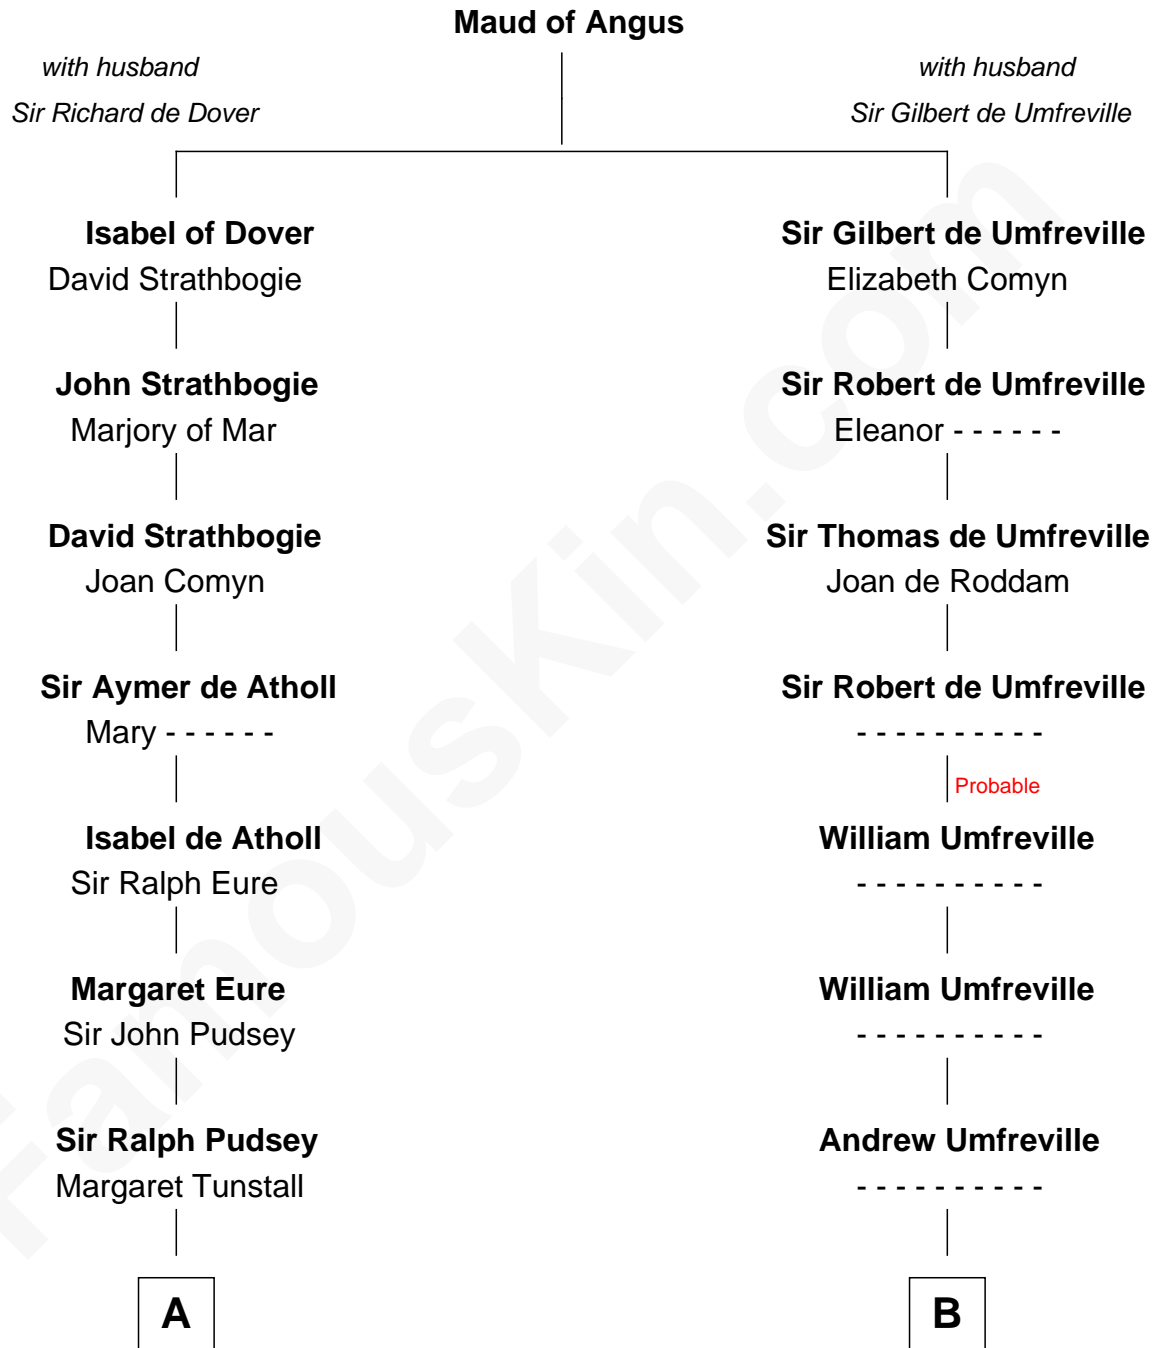 Maud of Angus
with husband
Sir Richard de Dover
with husband
Sir Gilbert de Umfreville
Isabel of Dover
David Strathbogie
Sir Gilbert de Umfreville
Elizabeth Comyn
John Strathbogie
Marjory of Mar
Sir Robert de Umfreville
Eleanor - - - - - -
David Strathbogie
Joan Comyn
Sir Thomas de Umfreville
Joan de Roddam
Sir Aymer de Atholl
Mary - - - - - -
Sir Robert de Umfreville
- - - - - - - - - -
Probable
Isabel de Atholl
Sir Ralph Eure
William Umfreville
- - - - - - - - - -
Margaret Eure
Sir John Pudsey
William Umfreville
- - - - - - - - - -
Sir Ralph Pudsey
Margaret Tunstall
Andrew Umfreville
- - - - - - - - - -
A
B
FamousKin.com